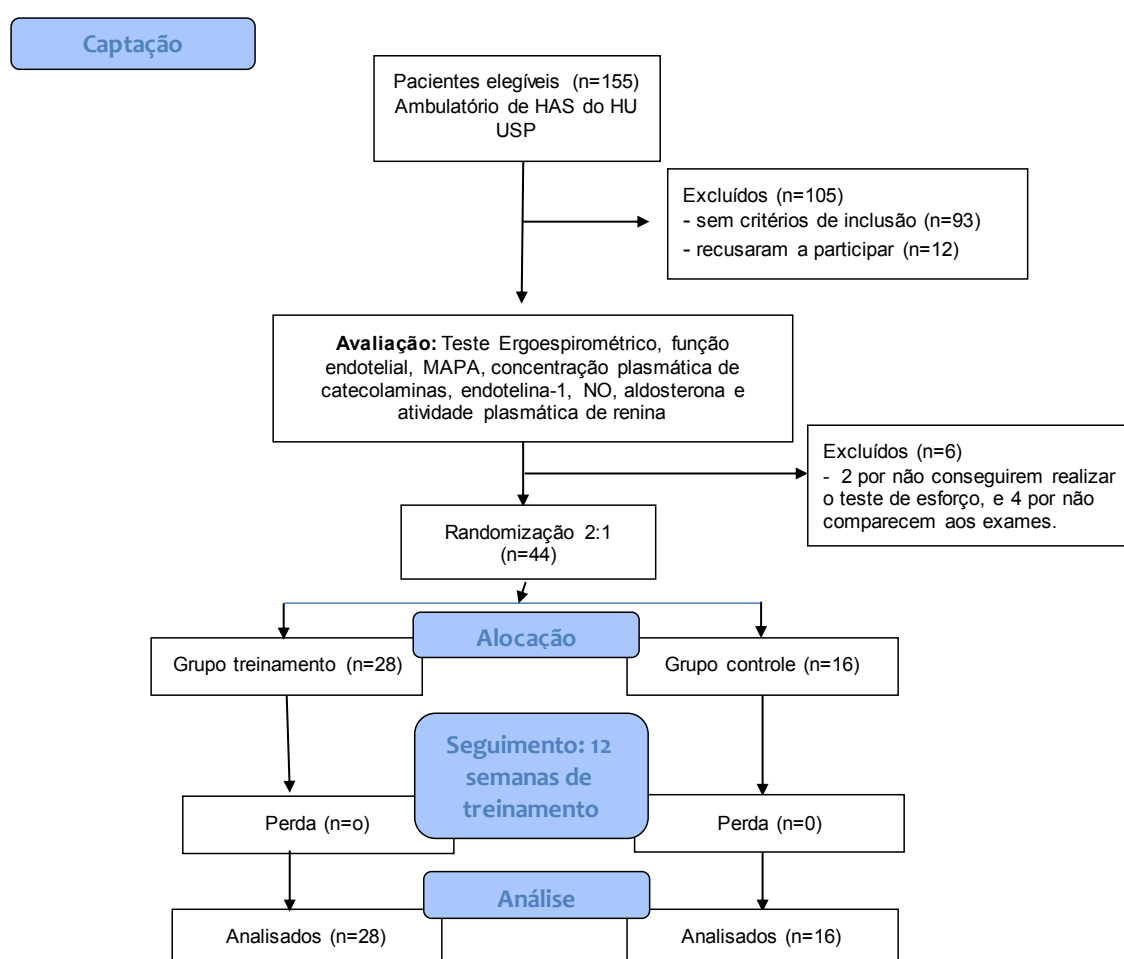 Captação
Pacientes elegíveis (n=155)
Ambulatório de HAS do HU
USP
Excluídos (n=105)
- sem critérios de inclusão (n=93)
- recusaram a participar (n=12)
Avaliação: Teste Ergoespirométrico, função
endotelial, MAPA, concentração plasmática de
catecolaminas, endotelina-1, NO, aldosterona e
atividade plasmática de renina
Excluídos (n=6)
- 2 por não conseguirem realizar
o teste de esforço, e 4 por não
comparecem aos exames.
Randomização 2:1
(n=44)
Alocação
Grupo treinamento (n=28)
Grupo controle (n=16)
Seguimento: 12
semanas de
treinamento
Perda (n=o)
Perda (n=0)
Análise
Analisados (n=28)
Analisados (n=16)